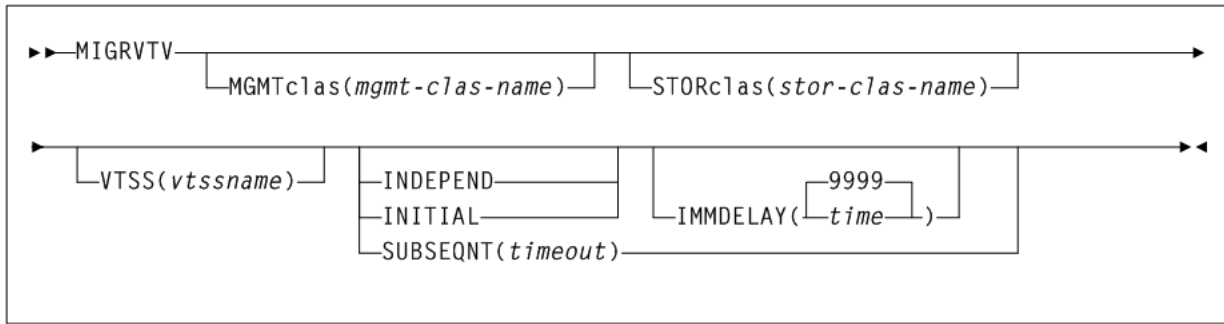 MIGRVTV
MGMTclas(mgmt-clas-name)
STORclas(stor-clas-name)
VTSS(vtssname)
INDEPEND
INITIAL
SUBSEQNT(timeout)
IMMDELAY(
9999
time
)